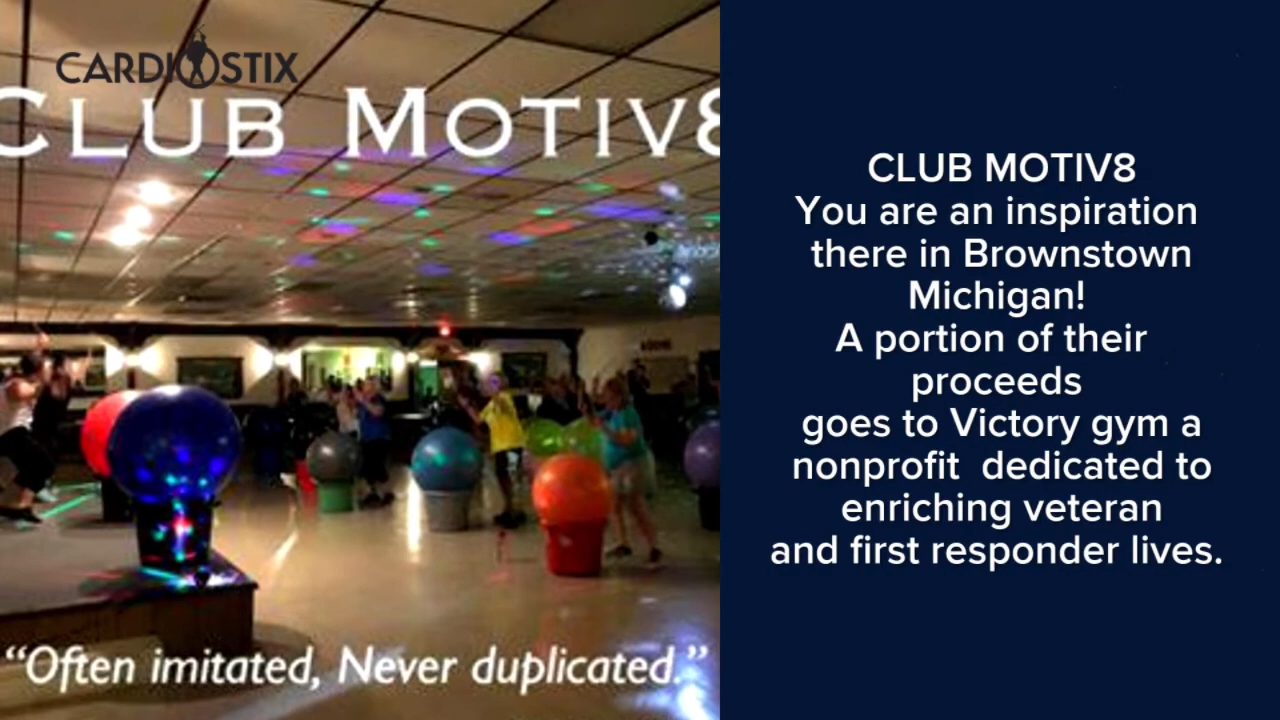 CARDIOSTIX
CLUB MOTIV8
"Often imitated, Never duplicated."
CLUB MOTIV8
You are an inspiration
there in Brownstown
Michigan!
A portion of their
proceeds
goes to Victory gym a
nonprofit dedicated to
enriching veteran
and first responder lives.